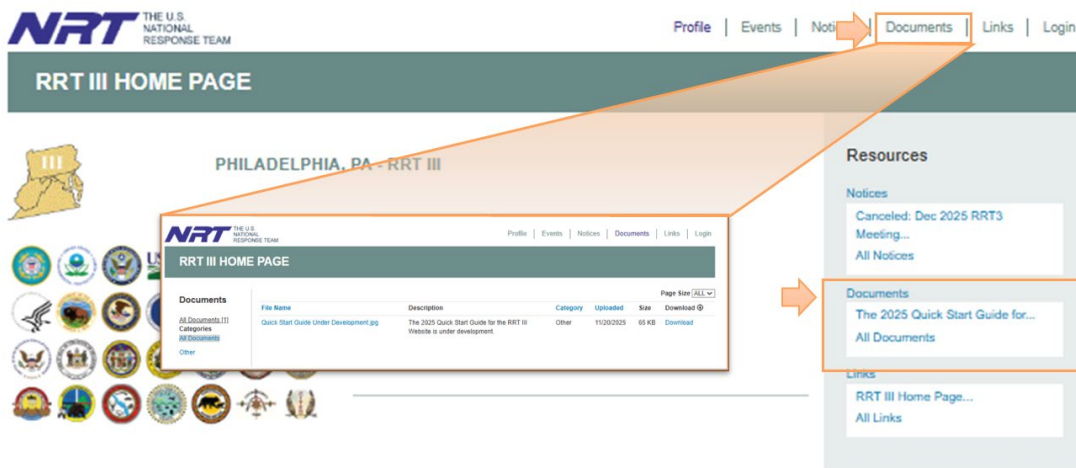 NRT THE U.S.
NATIONAL
RESPONSE TEAM
Profile | Events | Noti | Documents | Links | Login
RRT III HOME PAGE
III
PHILADELPHIA, PA - RRT III
NRT THE U.S.
NATIONAL
RESPONSE TEAM
Profile | Events | Notices | Documents | Links | Login
RRT III HOME PAGE
Page Size ALL
Documents
All Documents [1]
Categories
All Documents
Other
File Name Description Category Uploaded Size Download
Quick Start Guide Under Development.jpg The 2025 Quick Start Guide for the RRT III Other 11/20/2025 65 KB Download
Website is under development.
Resources
Notices
Canceled: Dec 2025 RRT3
Meeting...
All Notices
Documents
The 2025 Quick Start Guide for...
All Documents
Links
RRT III Home Page...
All Links